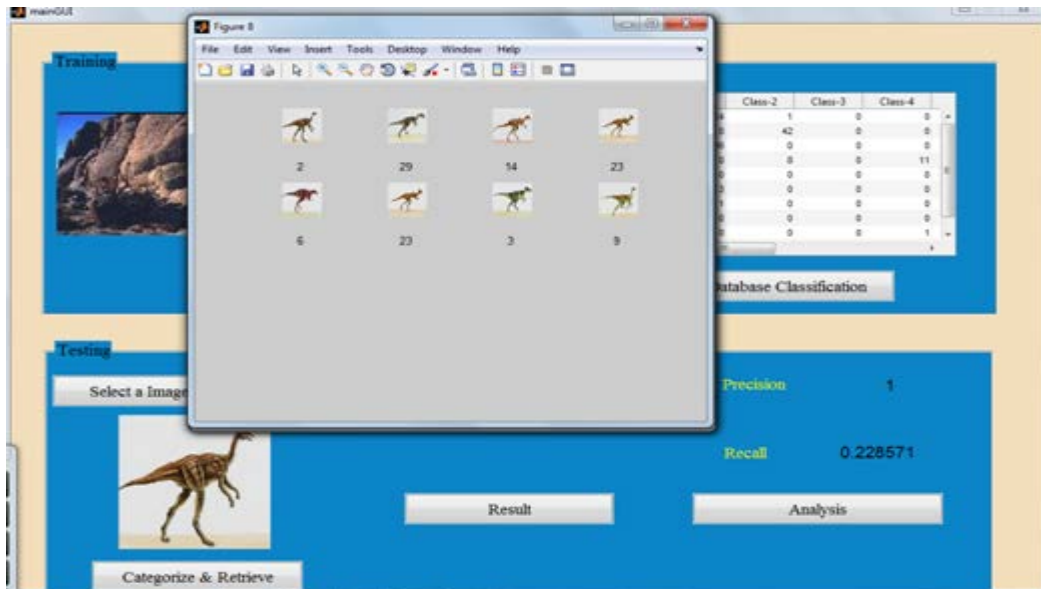 mainGUI
Figure 8
File Edit View Insert Tools Desktop Window Help
Training
2 29 14 23
6 23 3 9
Class-2 Class-3 Class-4
1 0 0
42 0 0
0 0 0
8 0 11
0 0 0
0 0 0
0 0 0
0 0 0
0 0 1
Database Classification
Testing
Select a Image
Precision 1
Recall 0.228571
Result
Analysis
Categorize & Retrieve